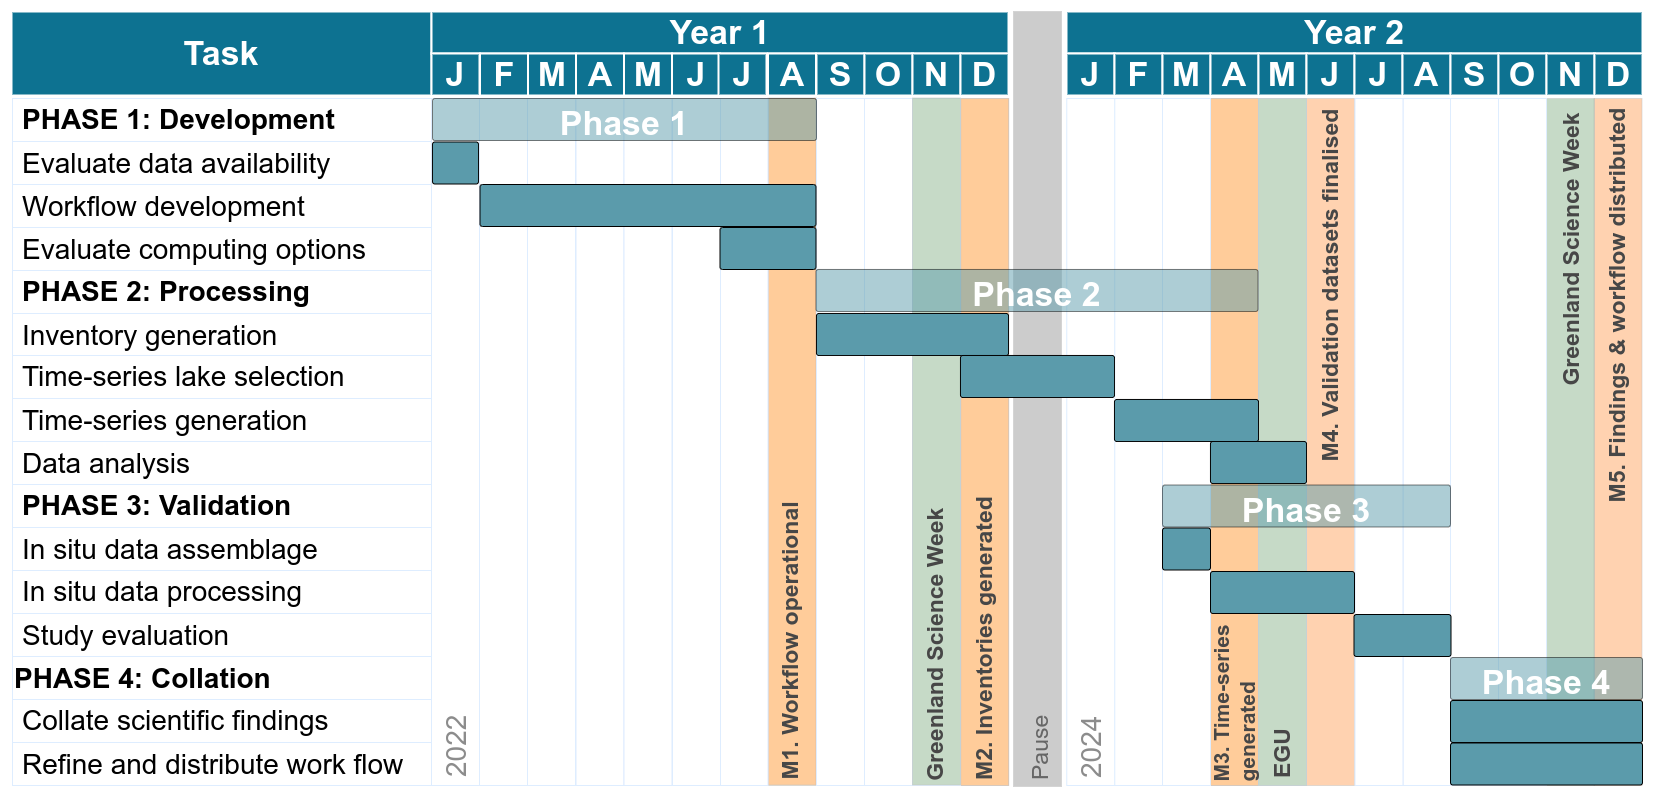 Task
Year 1
Year 2
J F M A M J J A S O N D
J F M A M J J A S O N D
PHASE 1: Development
Phase 1
Evaluate data availability
Workflow development
Evaluate computing options
PHASE 2: Processing
Phase 2
Inventory generation
Time-series lake selection
Time-series generation
Data analysis
PHASE 3: Validation
Phase 3
In situ data assemblage
In situ data processing
Study evaluation
PHASE 4: Collation
Phase 4
Collate scientific findings
Refine and distribute work flow
2022
M1. Workflow operational
Greenland Science Week
M2. Inventories generated
Pause
2024
M3. Time-series
generated
EGU
M4. Validation datasets finalised
Greenland Science Week
M5. Findings & workflow distributed